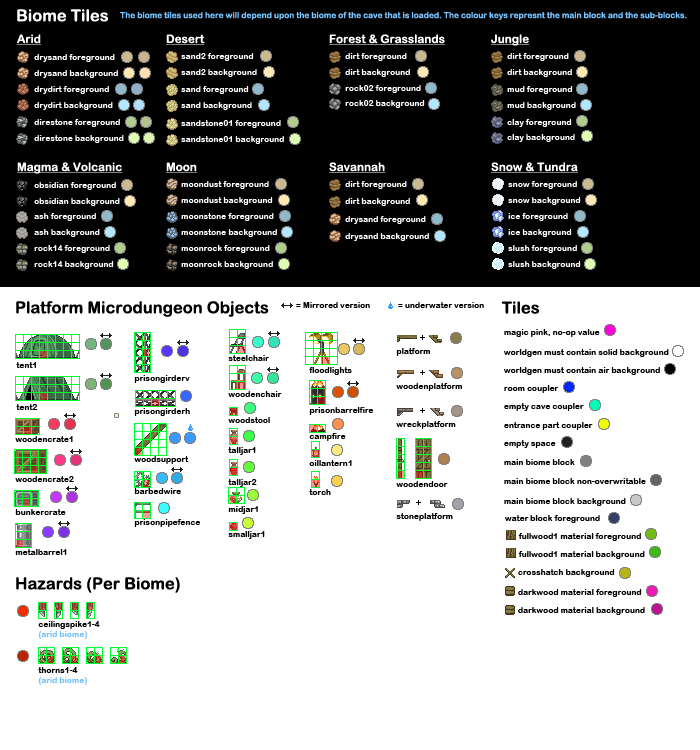 Biome Tiles
The biome tiles used here will depend upon the biome of the cave that is loaded. The colour keys represnt the main block and the sub-blocks.
Arid
drysand foreground
drysand background
drydirt foreground
drydirt background
direstone foreground
direstone background
Desert
sand2 foreground
sand2 background
sand foreground
sand background
sandstone01 foreground
sandstone01 background
Forest & Grasslands
dirt foreground
dirt background
rock02 foreground
rock02 background
Jungle
dirt foreground
dirt background
mud foreground
mud background
clay foreground
clay background
Magma & Volcanic
obsidian foreground
obsidian background
ash foreground
ash background
rock14 foreground
rock14 background
Moon
moondust foreground
moondust background
moonstone foreground
moonstone background
moonrock foreground
moonrock background
Savannah
dirt foreground
dirt background
drysand foreground
drysand background
Snow & Tundra
snow foreground
snow background
ice foreground
ice background
slush foreground
slush background
Platform Microdungeon Objects
= Mirrored version
= underwater version
tent1
tent2
woodencrate1
woodencrate2
bunkercrate
metalbarrel1
prisongirderv
prisongirderh
woodsupport
barbedwire
prisonpipefence
steelchair
woodenchair
woodstool
talljar1
talljar2
midjar1
smalljar1
floodlights
prisonbarrelfire
campfire
oillantern1
torch
+
platform
+
woodenplatform
+
wreckplatform
woodendoor
+
stoneplatform
Tiles
magic pink, no-op value
worldgen must contain solid background
worldgen must contain air background
room coupler
empty cave coupler
entrance part coupler
empty space
main biome block
main biome block non-overwritable
main biome block background
water block foreground
fullwood1 material foreground
fullwood1 material background
crosshatch background
darkwood material foreground
darkwood material background
Hazards (Per Biome)
ceilingspike1-4
(arid biome)
thorns1-4
(arid biome)